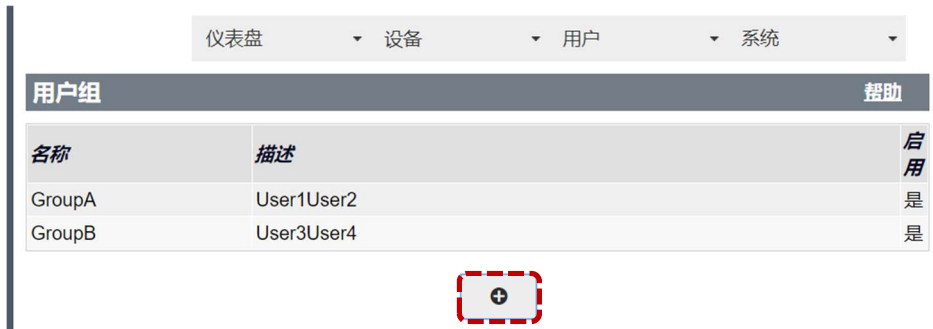 仪表盘 设备 用户 系统
用户组 帮助
名称 描述 启用
GroupA User1User2 是
GroupB User3User4 是